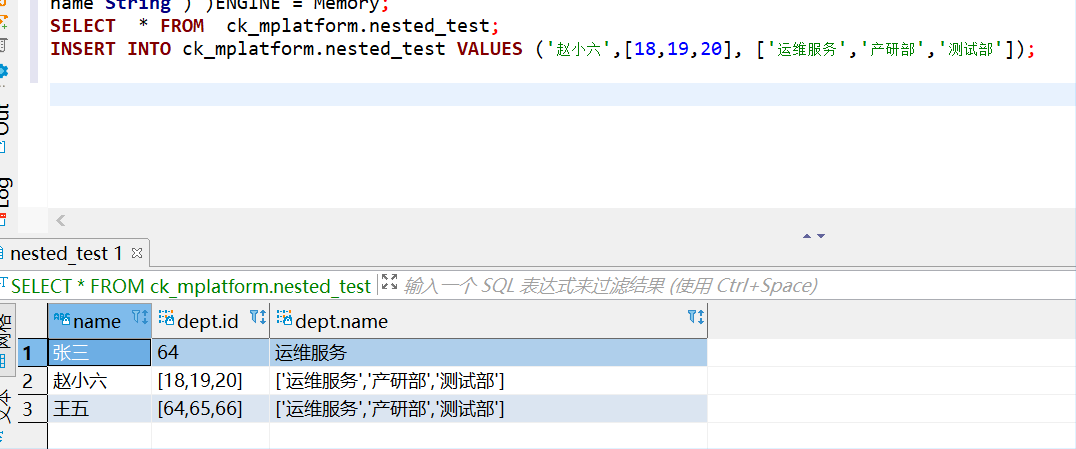 name String ) )ENGINE = Memory;
SELECT * FROM ck_mplatform.nested_test;
INSERT INTO ck_mplatform.nested_test VALUES ('赵小六',[18,19,20], ['运维服务','产研部','测试部']);
Out
Log
nested_test 1
SELECT * FROM ck_mplatform.nested_test 输入一个 SQL 表达式来过滤结果 (使用 Ctrl+Space)
网格
文本
ABC name dept.id dept.name
1 张三 64 运维服务
2 赵小六 [18,19,20] ['运维服务','产研部','测试部']
3 王五 [64,65,66] ['运维服务','产研部','测试部']